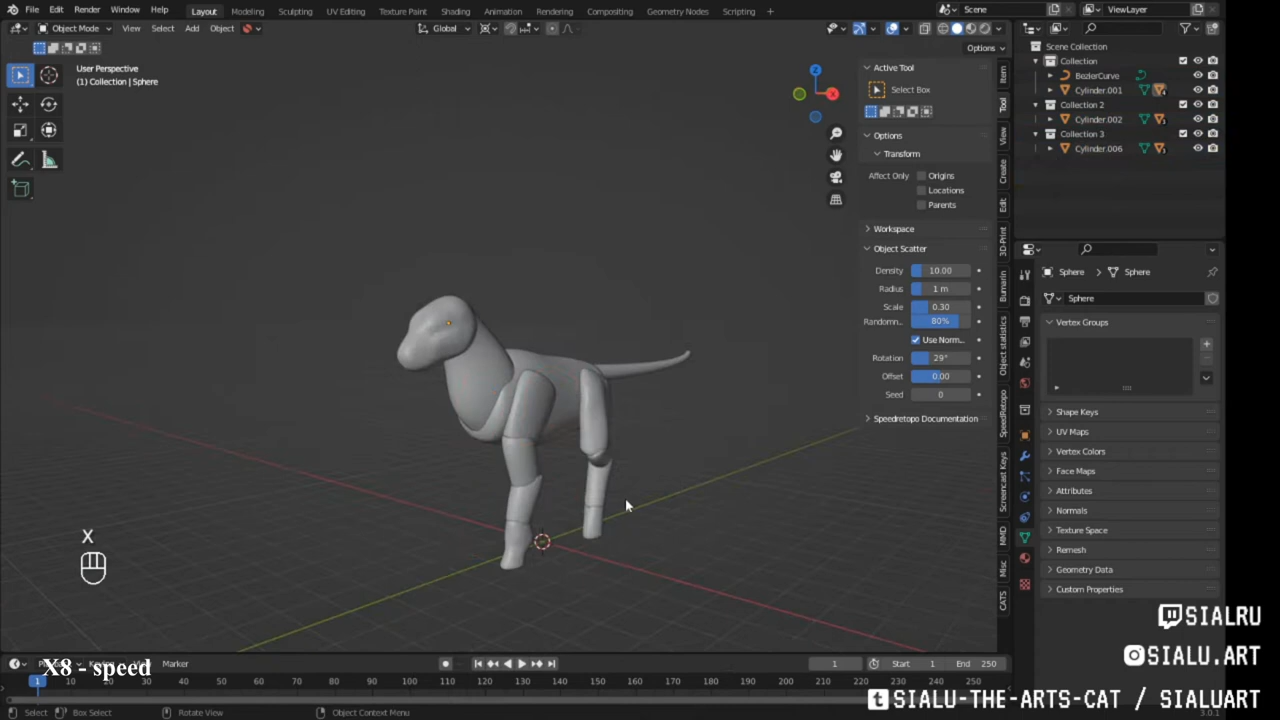 File Edit Render Window Help Layout Modeling Sculpting UV Editing Texture Paint Shading Animation Rendering Compositing Geometry Nodes Scripting + Scene ViewLayer
Object Mode View Select Add Object Global
Options
User Perspective
(1) Collection | Sphere
Z
X
Active Tool
Select Box
Options
Transform
Affect Only Origins
Locations
Parents
Workspace
Object Scatter
Density 10.00
Radius 1 m
Scale 0.30
Randomn.. 80%
Use Norm...
Rotation 29°
Offset 0.00
Seed 0
Speedretopo Documentation
Item
Tool
View
Create
Edit
3D-Print
Bumarin
Object statistics
SpeedRetopo
Screencast Keys
MMD
Misc
CATS
Scene Collection
Collection
BezierCurve
Cylinder.001
Collection 2
Cylinder.002
Collection 3
Cylinder.006
Sphere > Sphere
Sphere
Vertex Groups
Shape Keys
UV Maps
Vertex Colors
Face Maps
Attributes
Normals
Texture Space
Remesh
Geometry Data
Custom Properties
X
X8 - speed
Marker
1 Start 1 End 250
1 10 20 30 40 50 60 70 80 90 100 110 120 130 140 150 160 170 180 190 200 210 220 230 240 250
Select Box Select Rotate View Object Context Menu
3.0.1
SIALRU
SIALU.ART
SIALU-THE-ARTS-CAT / SIALUART